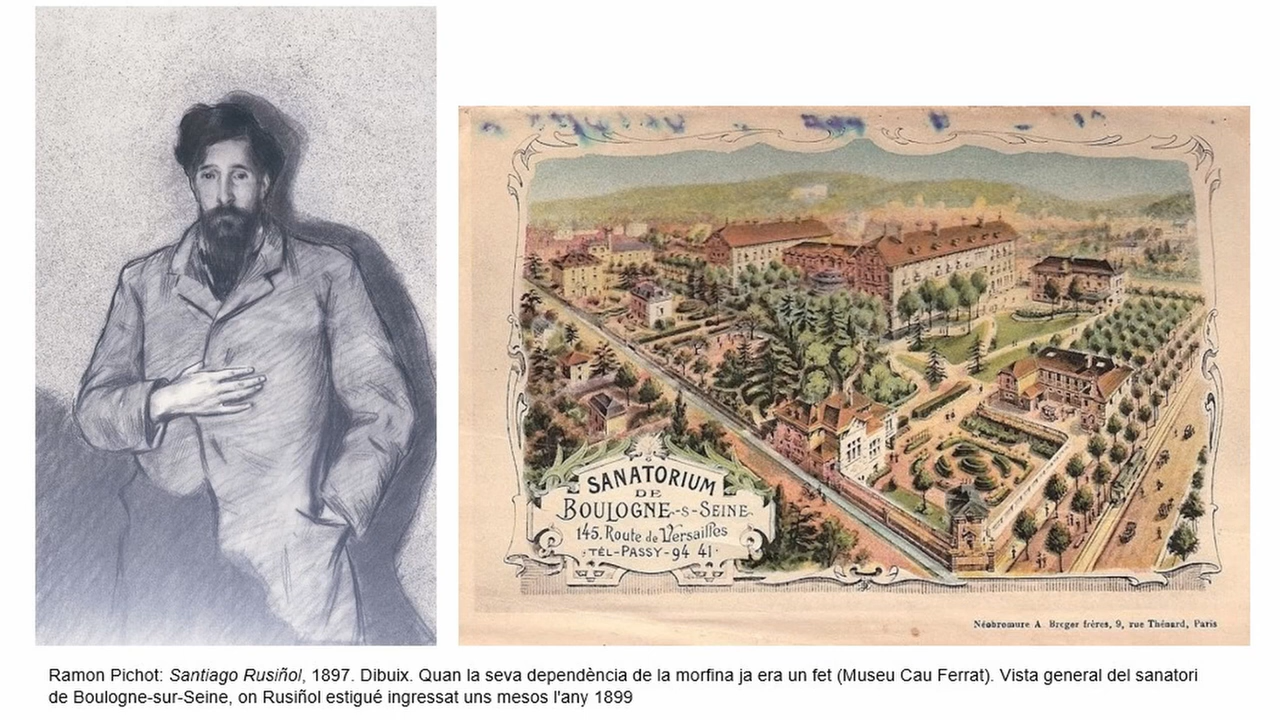 SANATORIUM
DE
BOULOGNE-S-SEINE
145. Route de Versailles
TÉL-PASSY-94 41
Néobromure A. Breger frères, 9, rue Thénard, Paris
Ramon Pichot: Santiago Rusiñol, 1897. Dibuix. Quan la seva dependència de la morfina ja era un fet (Museu Cau Ferrat). Vista general del sanatori
de Boulogne-sur-Seine, on Rusiñol estigué ingressat uns mesos l'any 1899